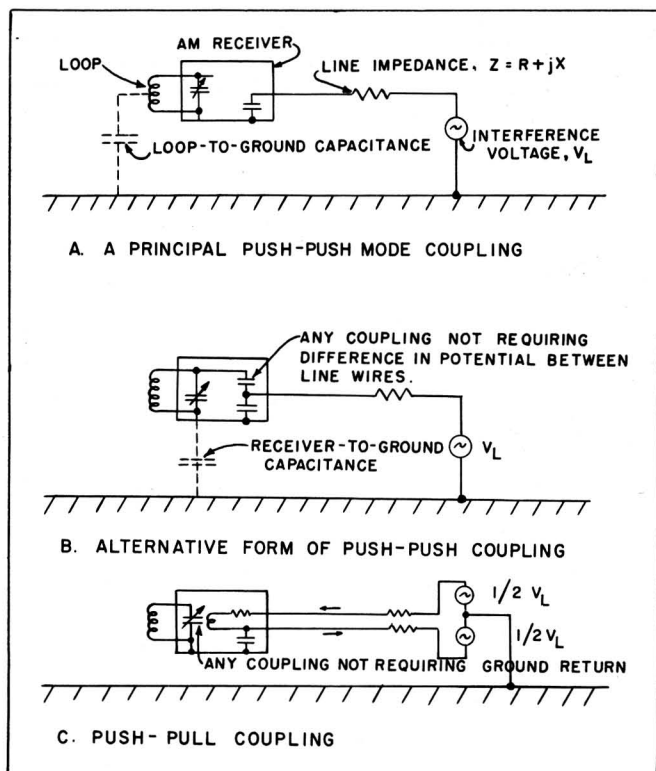 AM RECEIVER
LOOP
LINE IMPEDANCE, Z = R + jX
LOOP-TO-GROUND CAPACITANCE
INTERFERENCE
VOLTAGE, VL
A. A PRINCIPAL PUSH-PUSH MODE COUPLING
ANY COUPLING NOT REQUIRING
DIFFERENCE IN POTENTIAL BETWEEN
LINE WIRES.
RECEIVER-TO-GROUND
CAPACITANCE
VL
B. ALTERNATIVE FORM OF PUSH-PUSH COUPLING
1/2 VL
1/2 VL
ANY COUPLING NOT REQUIRING GROUND RETURN
C. PUSH-PULL COUPLING